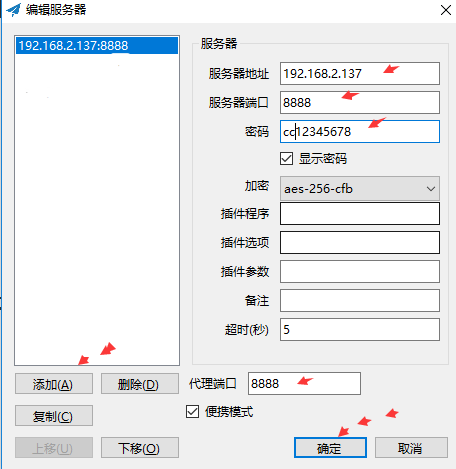 编辑服务器
192.168.2.137:8888
服务器
服务器地址 192.168.2.137
服务器端口 8888
密码 cc12345678
显示密码
加密 aes-256-cfb
插件程序
插件选项
插件参数
备注
超时(秒) 5
添加(A) 删除(D) 代理端口 8888
复制(C) 便携模式
上移(U) 下移(O) 确定 取消